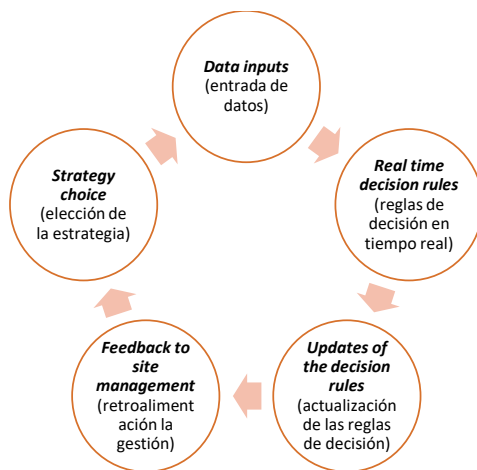 Data inputs
(entrada de
datos)
Real time
decision rules
(reglas de
decisión en
tiempo real)
Updates of
the decision
rules
(actualización
de las reglas
de decisión)
Feedback to
site
management
(retroaliment
ación la
gestión)
Strategy
choice
(elección de
la estrategia)